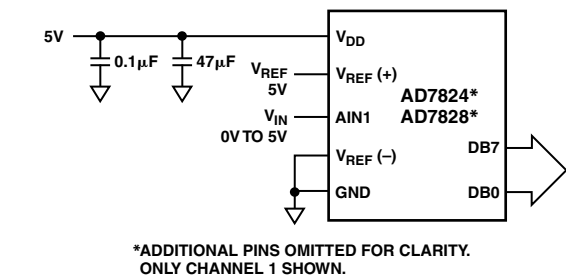 5V
0.1µF
47µF
VREF
5V
VIN
0V TO 5V
VDD
VREF (+)
AIN1
VREF (–)
GND
AD7824*
AD7828*
DB7
DB0
*ADDITIONAL PINS OMITTED FOR CLARITY.
ONLY CHANNEL 1 SHOWN.